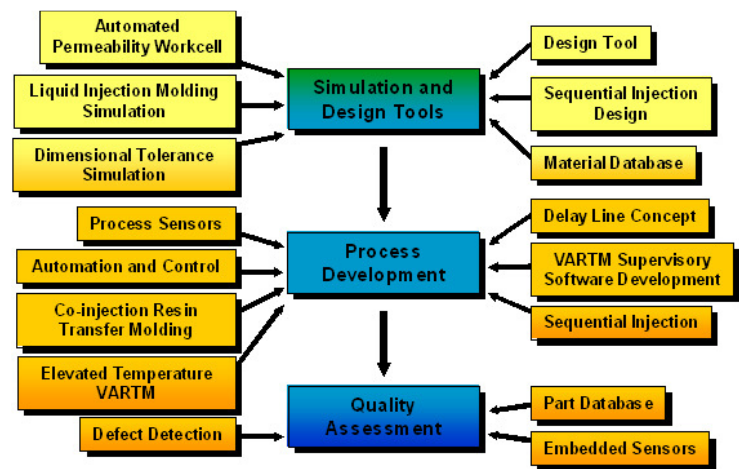 Automated
Permeability Workcell
Liquid Injection Molding
Simulation
Dimensional Tolerance
Simulation
Simulation and
Design Tools
Design Tool
Sequential Injection
Design
Material Database
Process Sensors
Automation and Control
Co-injection Resin
Transfer Molding
Elevated Temperature
VARTM
Process
Development
Delay Line Concept
VARTM Supervisory
Software Development
Sequential Injection
Defect Detection
Quality
Assessment
Part Database
Embedded Sensors